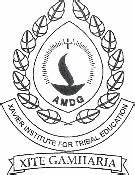 AMDG
XAVIER INSTITUTE FOR TRIBAL EDUCATION
XITE GAMHARIA